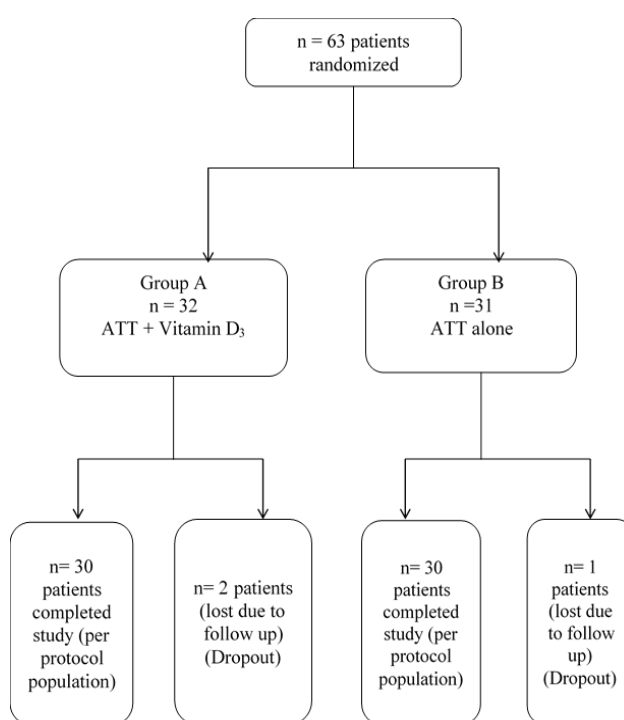 n = 63 patients
randomized
Group A
n = 32
ATT + Vitamin D₃
Group B
n =31
ATT alone
n= 30
patients
completed
study (per
protocol
population)
n= 2 patients
(lost due to
follow up)
(Dropout)
n= 30
patients
completed
study (per
protocol
population)
n= 1
patients
(lost due
to follow
up)
(Dropout)